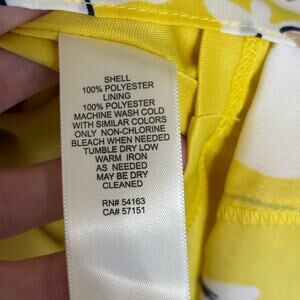 SHELL
100% POLYESTER
LINING
100% POLYESTER
MACHINE WASH COLD
WITH SIMILAR COLORS
ONLY NON-CHLORINE
BLEACH WHEN NEEDED
TUMBLE DRY LOW
WARM IRON
AS NEEDED
MAY BE DRY
CLEANED
RN# 54163
CA# 57151